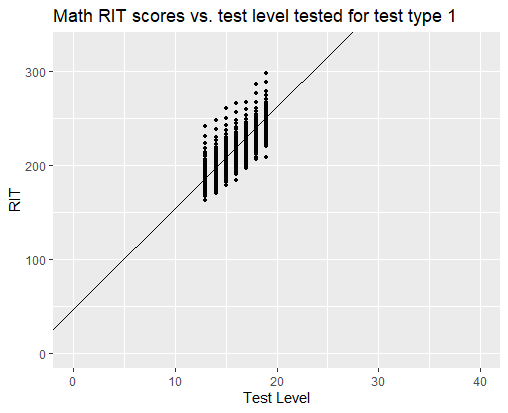 Math RIT scores vs. test level tested for test type 1
300
200
100
0
RIT
0 10 20 30 40
Test Level